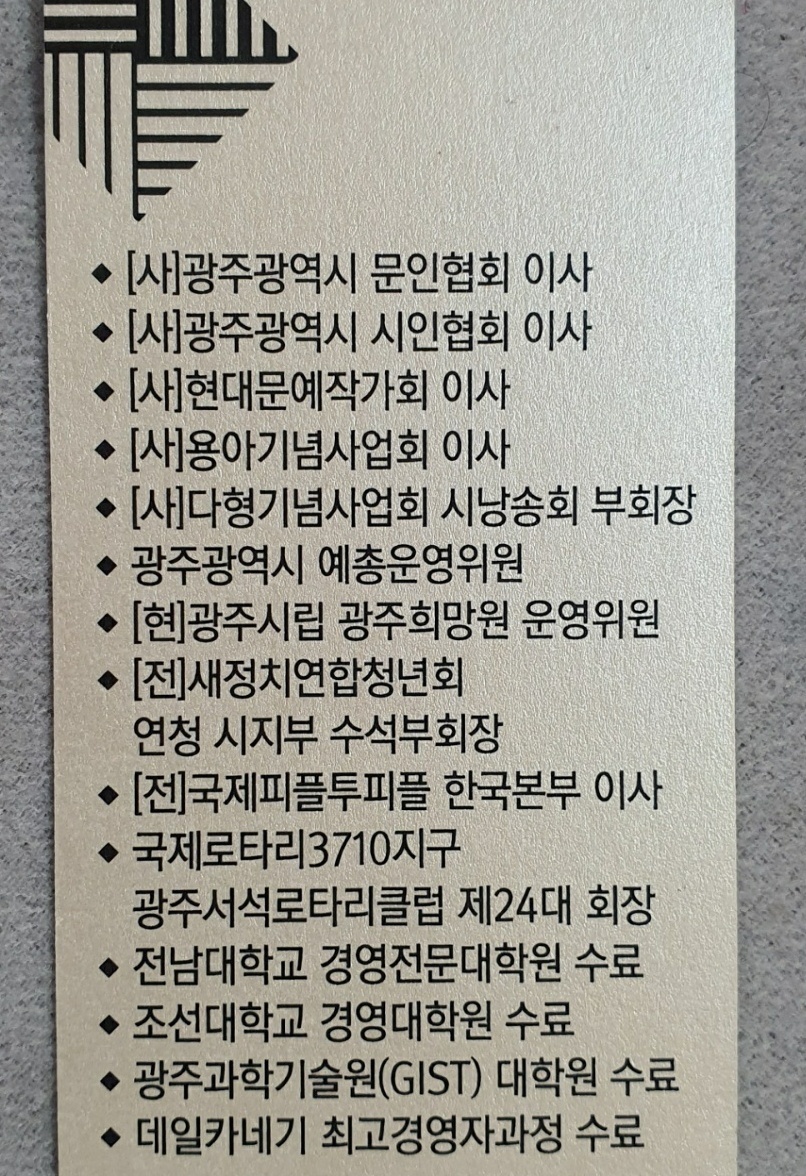 ◆ [사]광주광역시 문인협회 이사
◆ [사]광주광역시 시인협회 이사
◆ [사]현대문예작가회 이사
◆ [사]용아기념사업회 이사
◆ [사]다형기념사업회 시낭송회 부회장
◆ 광주광역시 예총운영위원
◆ [현]광주시립 광주희망원 운영위원
◆ [전]새정치연합청년회
연청 시지부 수석부회장
◆ [전]국제피플투피플 한국본부 이사
◆ 국제로타리3710지구
광주서석로타리클럽 제24대 회장
◆ 전남대학교 경영전문대학원 수료
◆ 조선대학교 경영대학원 수료
◆ 광주과학기술원(GIST) 대학원 수료
◆ 데일카네기 최고경영자과정 수료